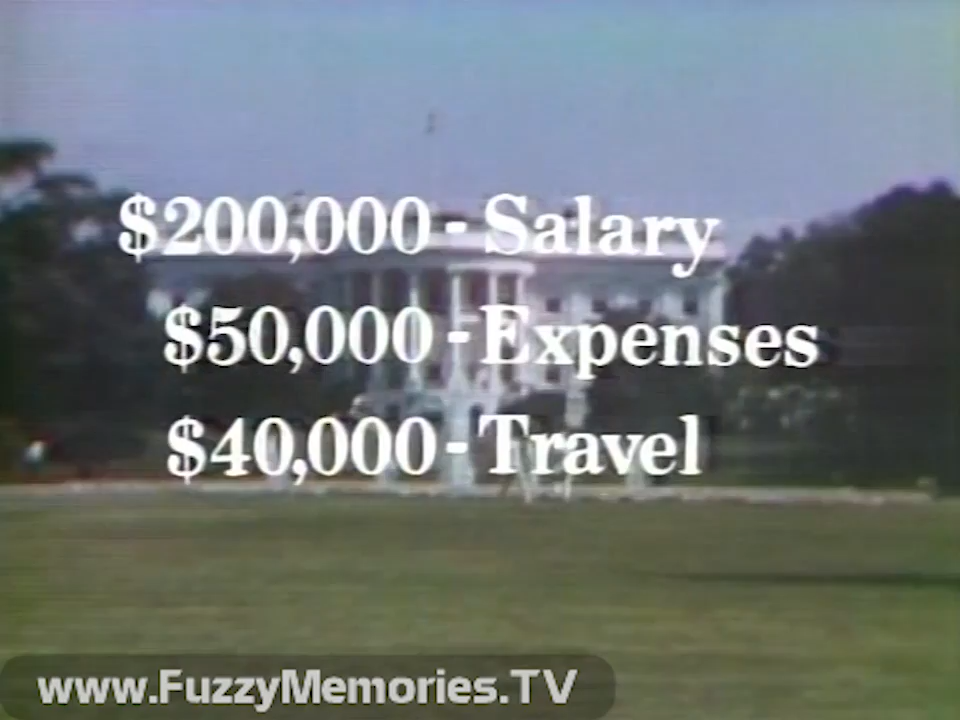 $200,000 - Salary
$50,000 - Expenses
$40,000 - Travel
www.FuzzyMemories.TV